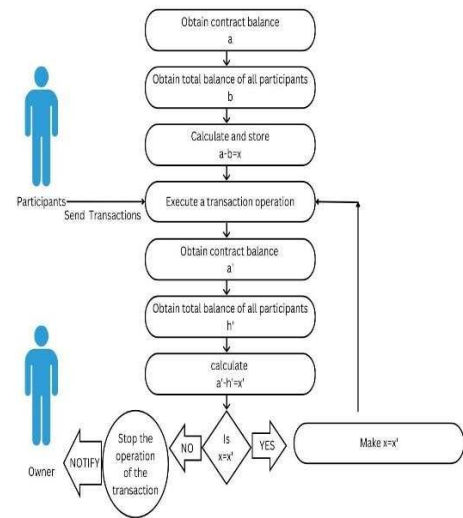 Obtain contract balance
a
Obtain total balance of all participants
b
Calculate and store
a-b=x
Participants
Send Transactions
Execute a transaction operation
Obtain contract balance
a'
Obtain total balance of all participants
h'
calculate
a'-h'=x'
Is
x=x'
NO
YES
Make x=x'
Stop the
operation
of the
transaction
NOTIFY
Owner